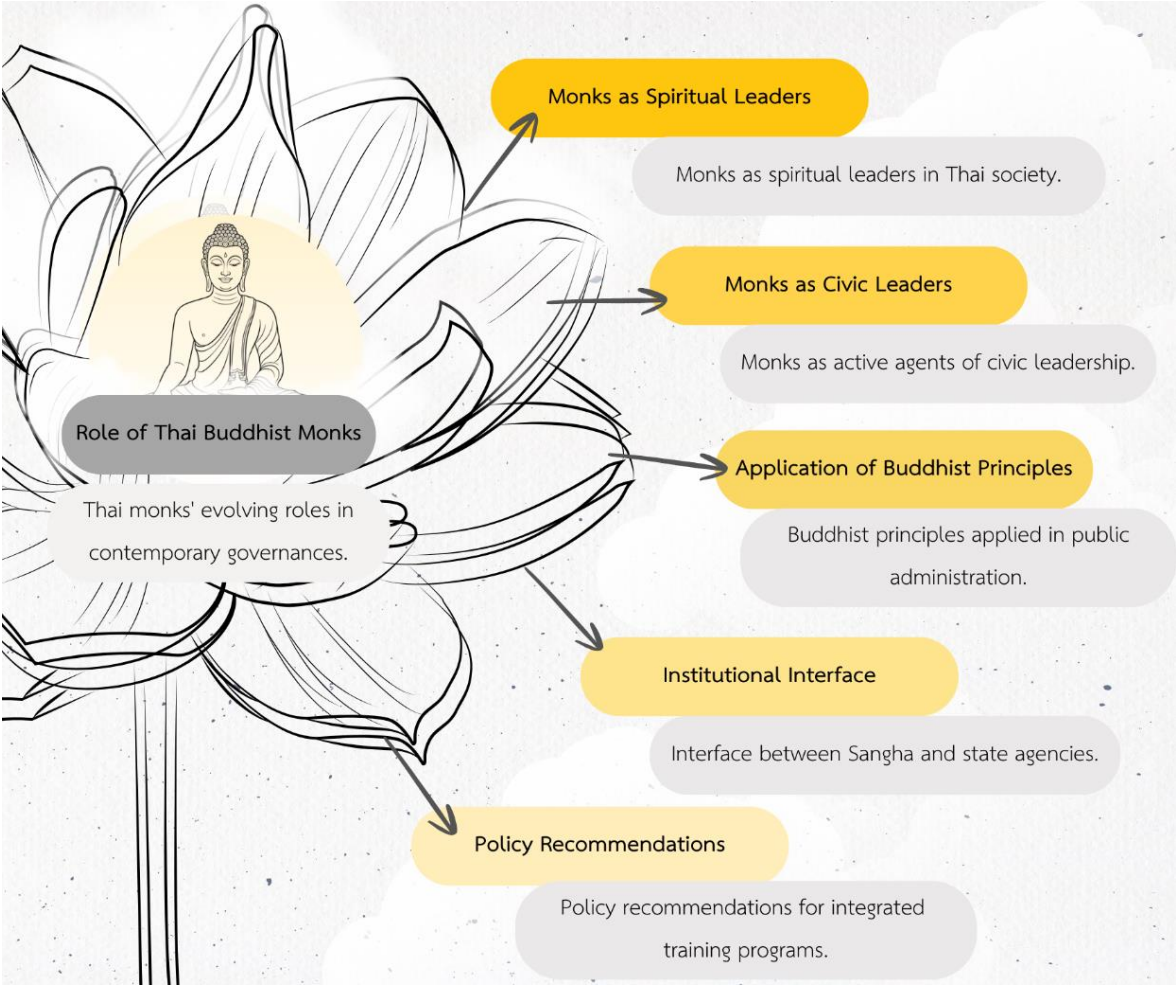 Monks as Spiritual Leaders
Monks as spiritual leaders in Thai society.
Monks as Civic Leaders
Monks as active agents of civic leadership.
Role of Thai Buddhist Monks
Thai monks' evolving roles in
contemporary governances.
Application of Buddhist Principles
Buddhist principles applied in public
administration.
Institutional Interface
Interface between Sangha and state agencies.
Policy Recommendations
Policy recommendations for integrated
training programs.